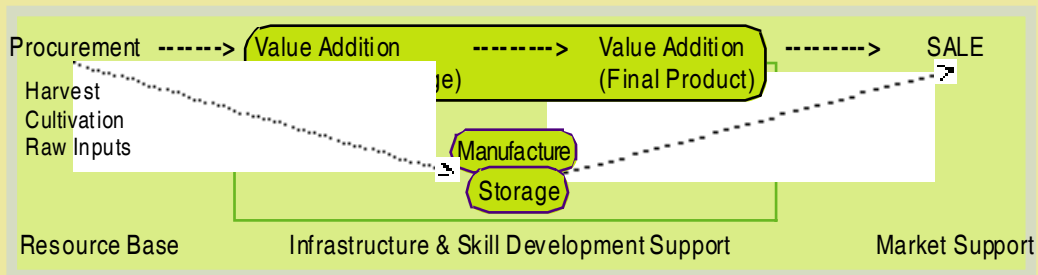 Procurement -------> Value Addition ---------> Value Addition ---------> SALE
ge) (Final Product)
Harvest
Cultivation
Raw Inputs
Manufacture
Storage
Resource Base Infrastructure & Skill Development Support Market Support